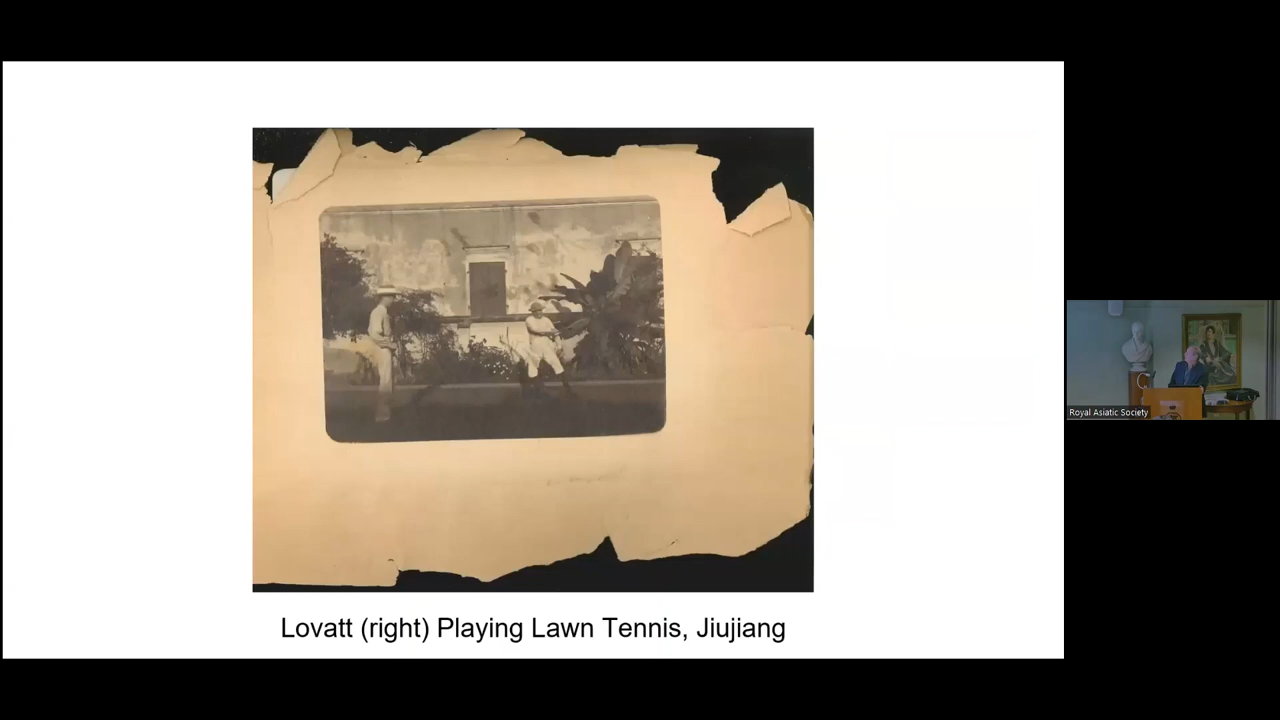 Lovatt (right) Playing Lawn Tennis, Jiujiang
Royal Asiatic Society